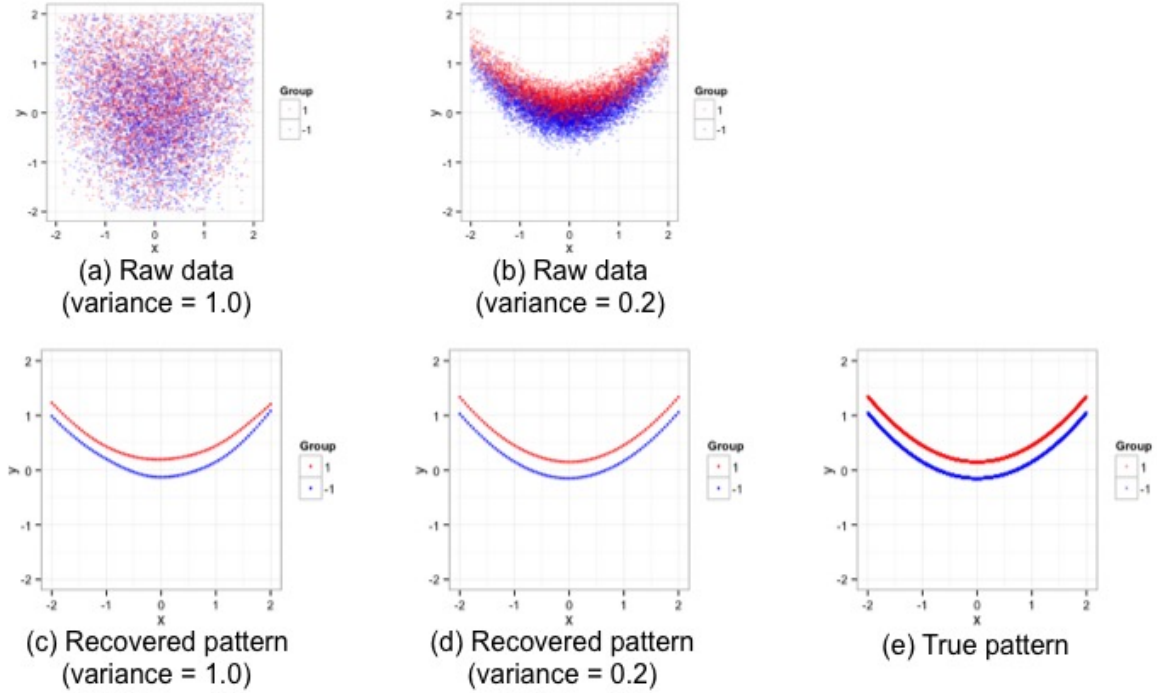 2
1
0
-1
-2
y
-2 -1 0 1 2
x
Group
1
-1
(a) Raw data
(variance = 1.0)
2
1
0
-1
-2
y
-2 -1 0 1 2
x
Group
1
-1
(b) Raw data
(variance = 0.2)
2
1
0
-1
-2
y
-2 -1 0 1 2
x
Group
1
-1
(c) Recovered pattern
(variance = 1.0)
2
1
0
-1
-2
y
-2 -1 0 1 2
x
Group
1
-1
(d) Recovered pattern
(variance = 0.2)
2
1
0
-1
-2
y
-2 -1 0 1 2
x
Group
1
-1
(e) True pattern